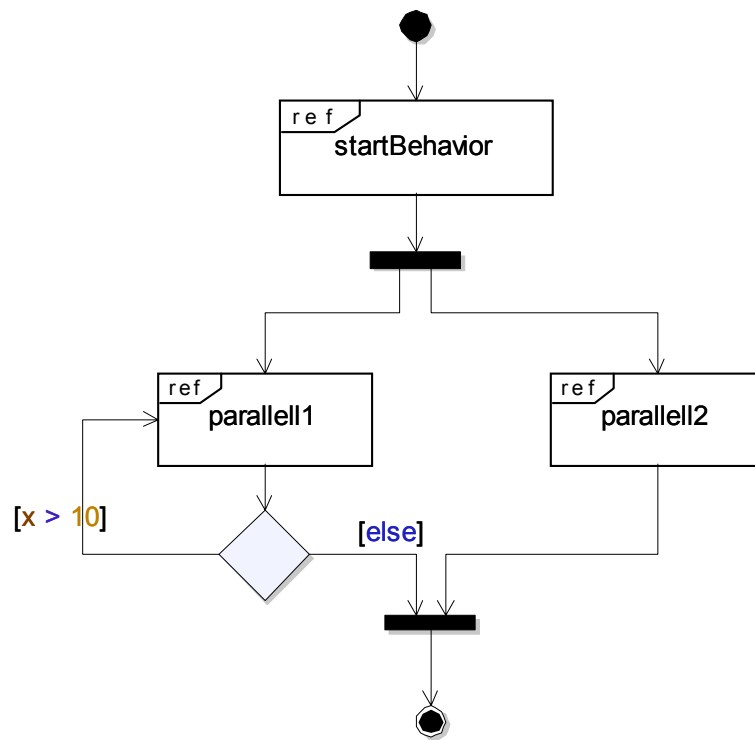 ref
startBehavior
ref
parallell1
ref
parallell2
[x > 10]
[else]